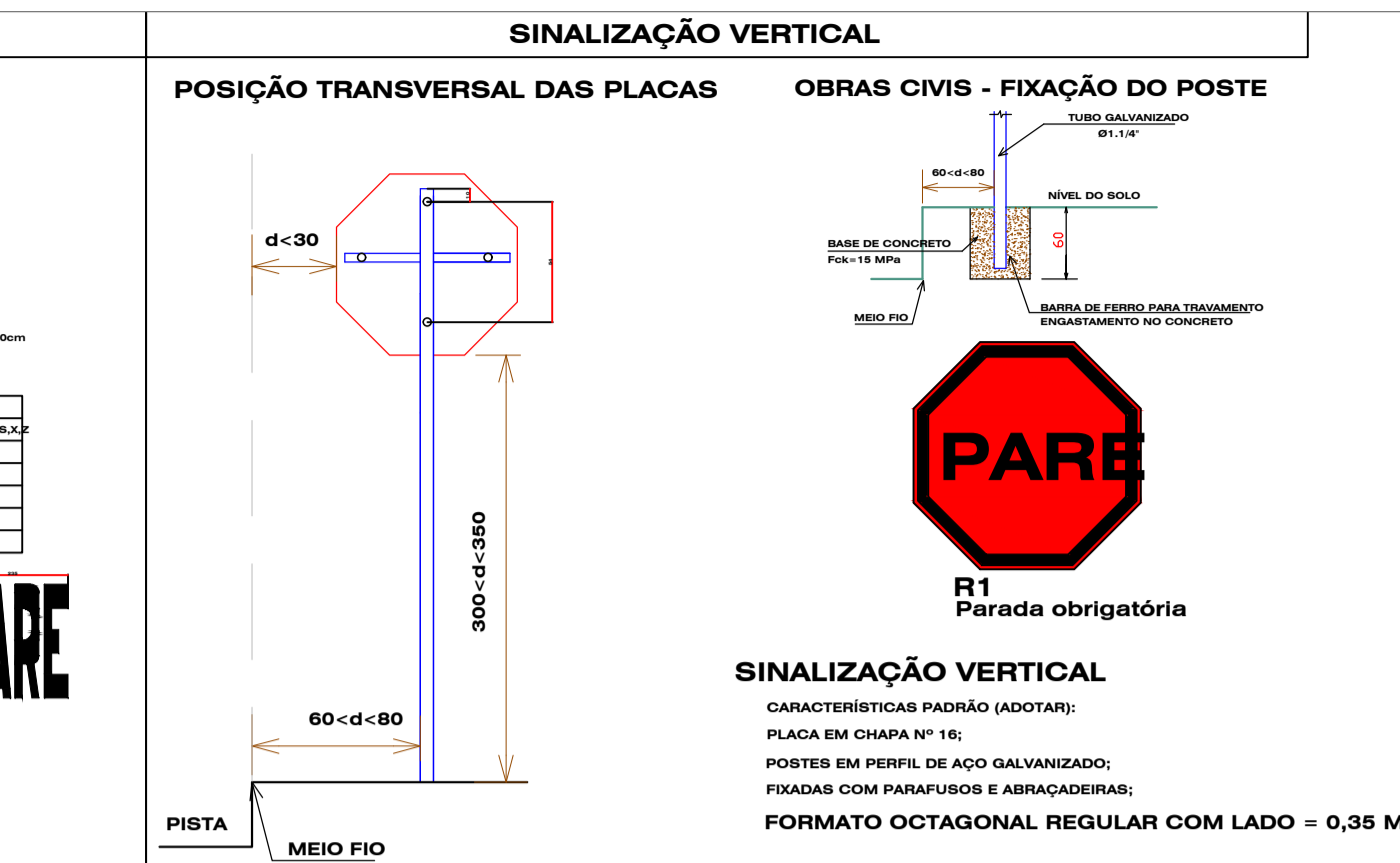 SINALIZAÇÃO VERTICAL
POSIÇÃO TRANSVERSAL DAS PLACAS
d<30
300<d<350
60<d<80
PISTA
MEIO FIO
OBRAS CIVIS - FIXAÇÃO DO POSTE
TUBO GALVANIZADO
Ø1.1/4"
60<d<80
NÍVEL DO SOLO
BASE DE CONCRETO
Fck=15 MPa
60
MEIO FIO
BARRA DE FERRO PARA TRAVAMENTO
ENGASTAMENTO NO CONCRETO
PARE
R1
Parada obrigatória
SINALIZAÇÃO VERTICAL
CARACTERÍSTICAS PADRÃO (ADOTAR):
PLACA EM CHAPA Nº 16;
POSTES EM PERFIL DE AÇO GALVANIZADO;
FIXADAS COM PARAFUSOS E ABRAÇADEIRAS;
FORMATO OCTAGONAL REGULAR COM LADO = 0,35 M
0cm
S,X,Z
ARE